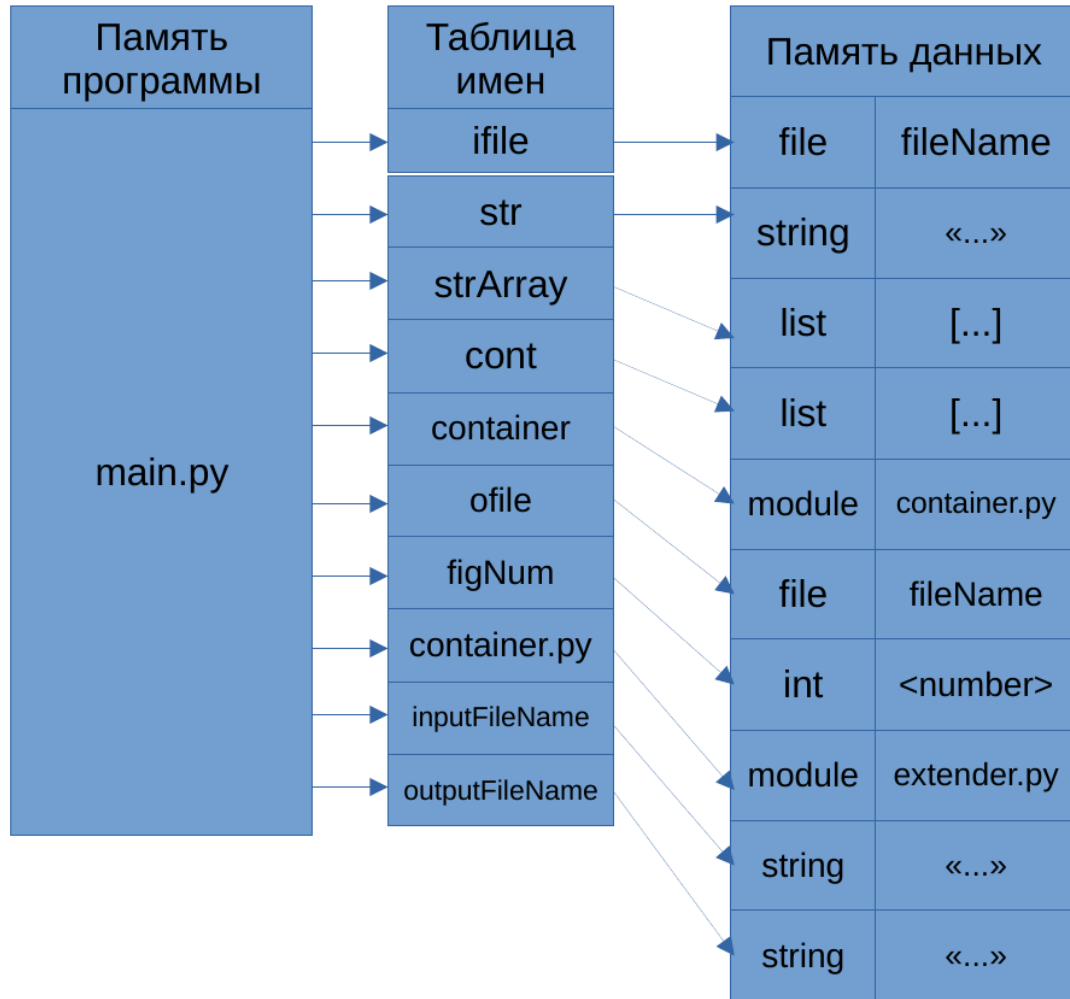 Память
программы
main.py
Таблица
имен
ifile
str
strArray
cont
container
ofile
figNum
container.py
inputFileName
outputFileName
Память данных
file fileName
string «...»
list [...]
list [...]
module container.py
file fileName
int <number>
module extender.py
string «...»
string «...»